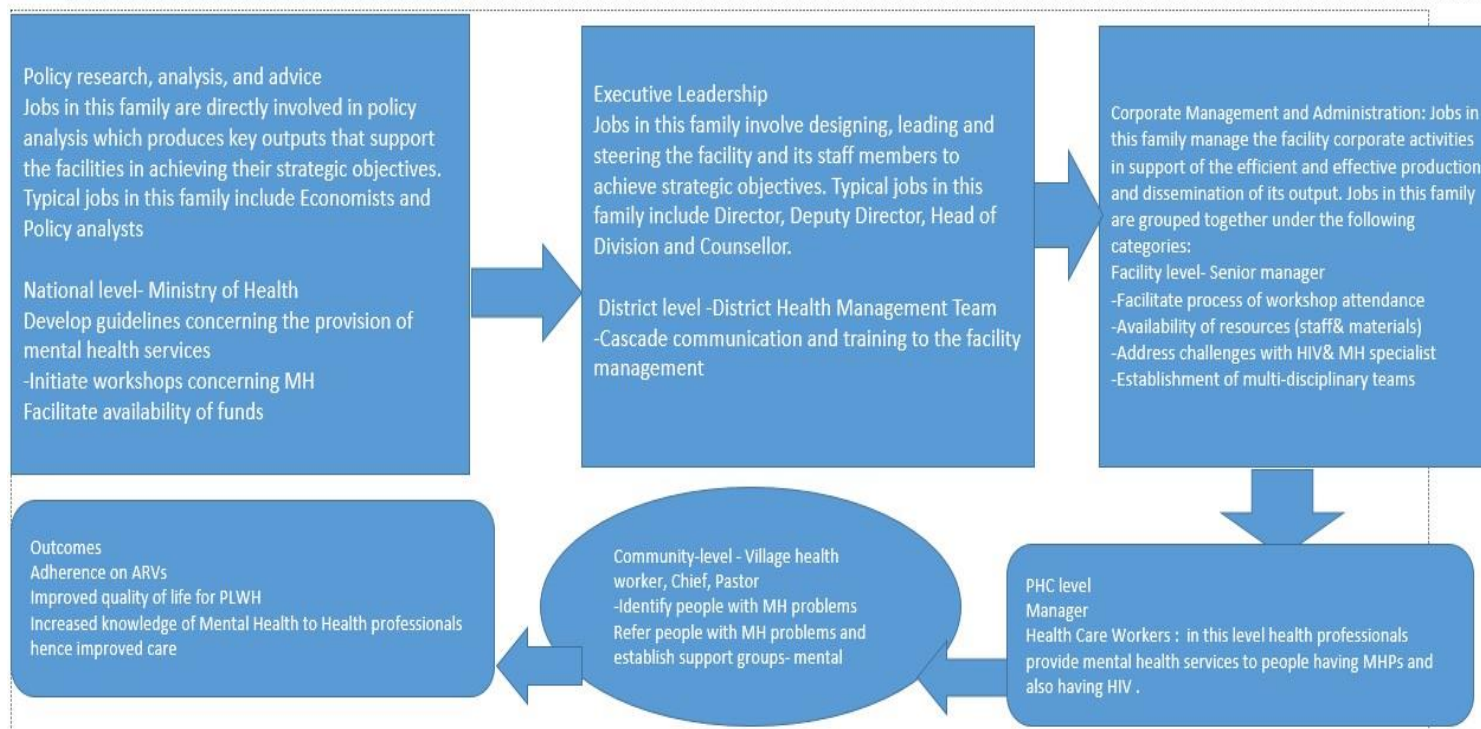 Policy research, analysis, and advice
Jobs in this family are directly involved in policy
analysis which produces key outputs that support
the facilities in achieving their strategic objectives.
Typical jobs in this family include Economists and
Policy analysts
National level- Ministry of Health
Develop guidelines concerning the provision of
mental health services
-Initiate workshops concerning MH
Facilitate availability of funds
Executive Leadership
Jobs in this family involve designing, leading and
steering the facility and its staff members to
achieve strategic objectives. Typical jobs in this
family include Director, Deputy Director, Head of
Division and Counsellor.
District level -District Health Management Team
-Cascade communication and training to the facility
management
Corporate Management and Administration: Jobs in
this family manage the facility corporate activities
in support of the efficient and effective production
and dissemination of its output. Jobs in this family
are grouped together under the following
categories:
Facility level- Senior manager
-Facilitate process of workshop attendance
-Availability of resources (staff& materials)
-Address challenges with HIV& MH specialist
-Establishment of multi-disciplinary teams
PHC level
Manager
Health Care Workers : in this level health professionals
provide mental health services to people having MHPs and
also having HIV .
Community-level - Village health
worker, Chief, Pastor
-Identify people with MH problems
Refer people with MH problems and
establish support groups- mental
Outcomes
Adherence on ARVs
Improved quality of life for PLWH
Increased knowledge of Mental Health to Health professionals
hence improved care